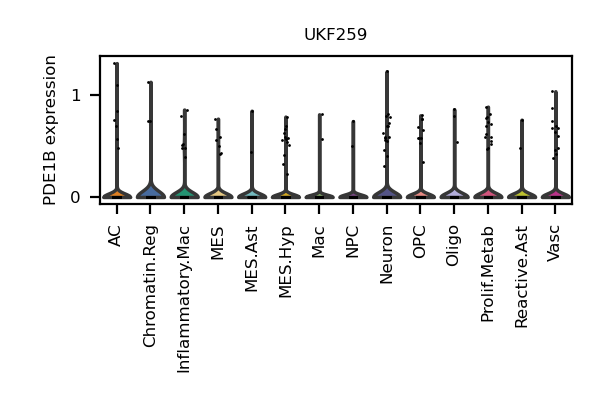 UKF259
PDE1B expression
1
0
AC
Chromatin.Reg
Inflammatory.Mac
MES
MES.Ast
MES.Hyp
Mac
NPC
Neuron
OPC
Oligo
Prolif.Metab
Reactive.Ast
Vasc